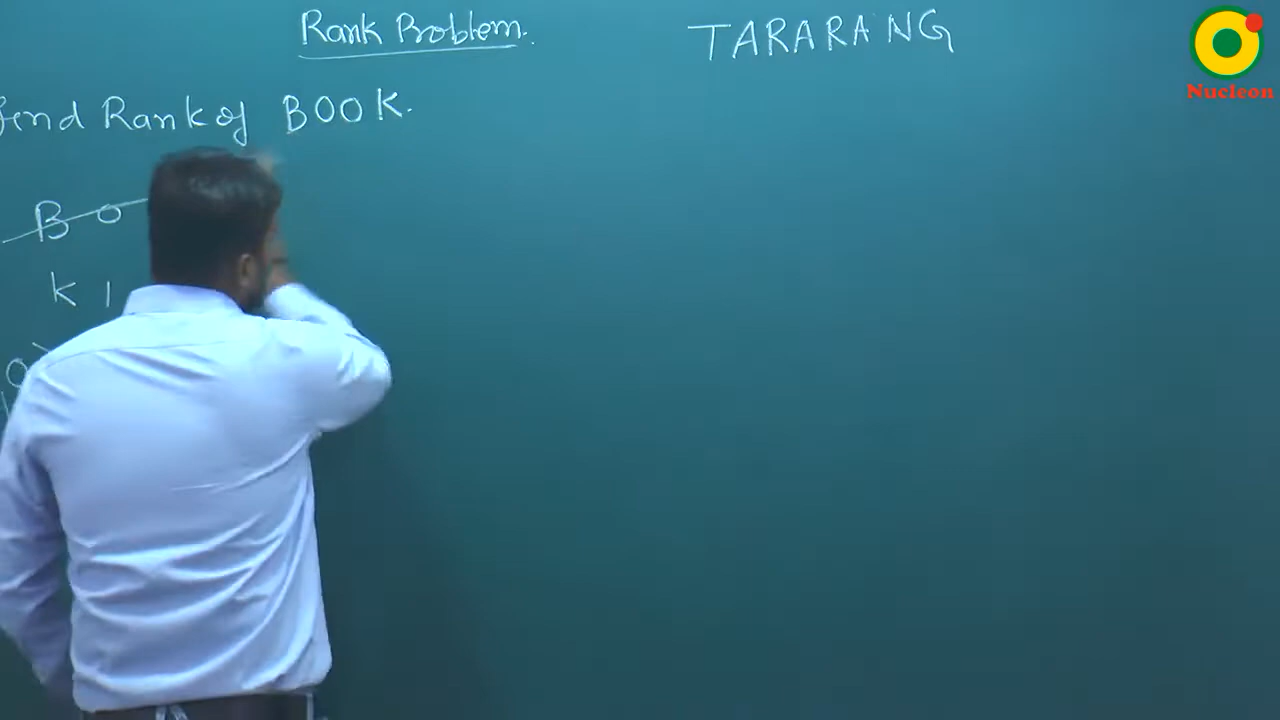 Rank Problem.
TARARANG
find Rank of BOOK.
Nucleon
B O
K 1
O